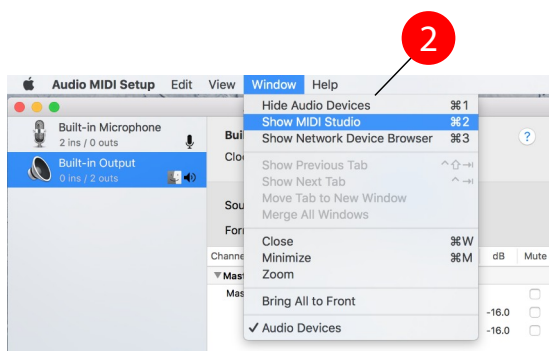 2
Audio MIDI Setup Edit View Window Help
Hide Audio Devices ⌘1
Show MIDI Studio ⌘2
Show Network Device Browser ⌘3
Show Previous Tab ^⇧⇥
Show Next Tab ^⇥
Move Tab to New Window
Merge All Windows
Close ⌘W
Minimize ⌘M
Zoom
Bring All to Front
✓ Audio Devices
Built-in Microphone
2 ins / 0 outs
Built-in Output
0 ins / 2 outs
Bui
Cloc
?
Sou
For
Channe
dB Mute
Mast
Mas
-16.0
-16.0